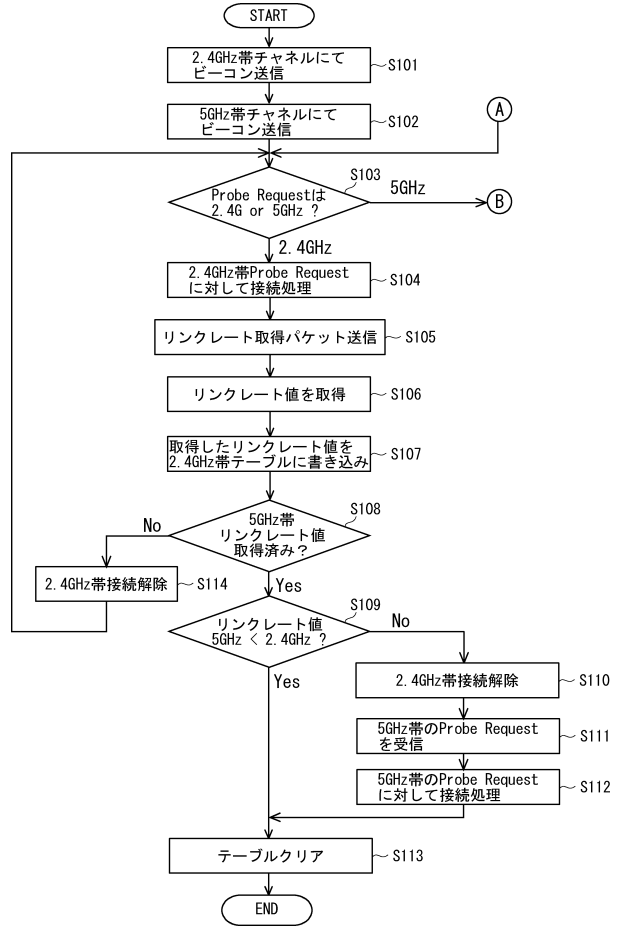 START
2.4GHz帯チャネルにて
ビーコン送信
S101
5GHz帯チャネルにて
ビーコン送信
S102
A
S103
Probe Requestは
2.4G or 5GHz ?
5GHz
B
2.4GHz
2.4GHz帯Probe Request
に対して接続処理
S104
リンクレート取得パケット送信
S105
リンクレート値を取得
S106
取得したリンクレート値を
2.4GHz帯テーブルに書き込み
S107
S108
5GHz帯
リンクレート値
取得済み？
No
Yes
2.4GHz帯接続解除
S114
S109
リンクレート値
5GHz < 2.4GHz ?
No
Yes
2.4GHz帯接続解除
S110
5GHz帯のProbe Request
を受信
S111
5GHz帯のProbe Request
に対して接続処理
S112
テーブルクリア
S113
END